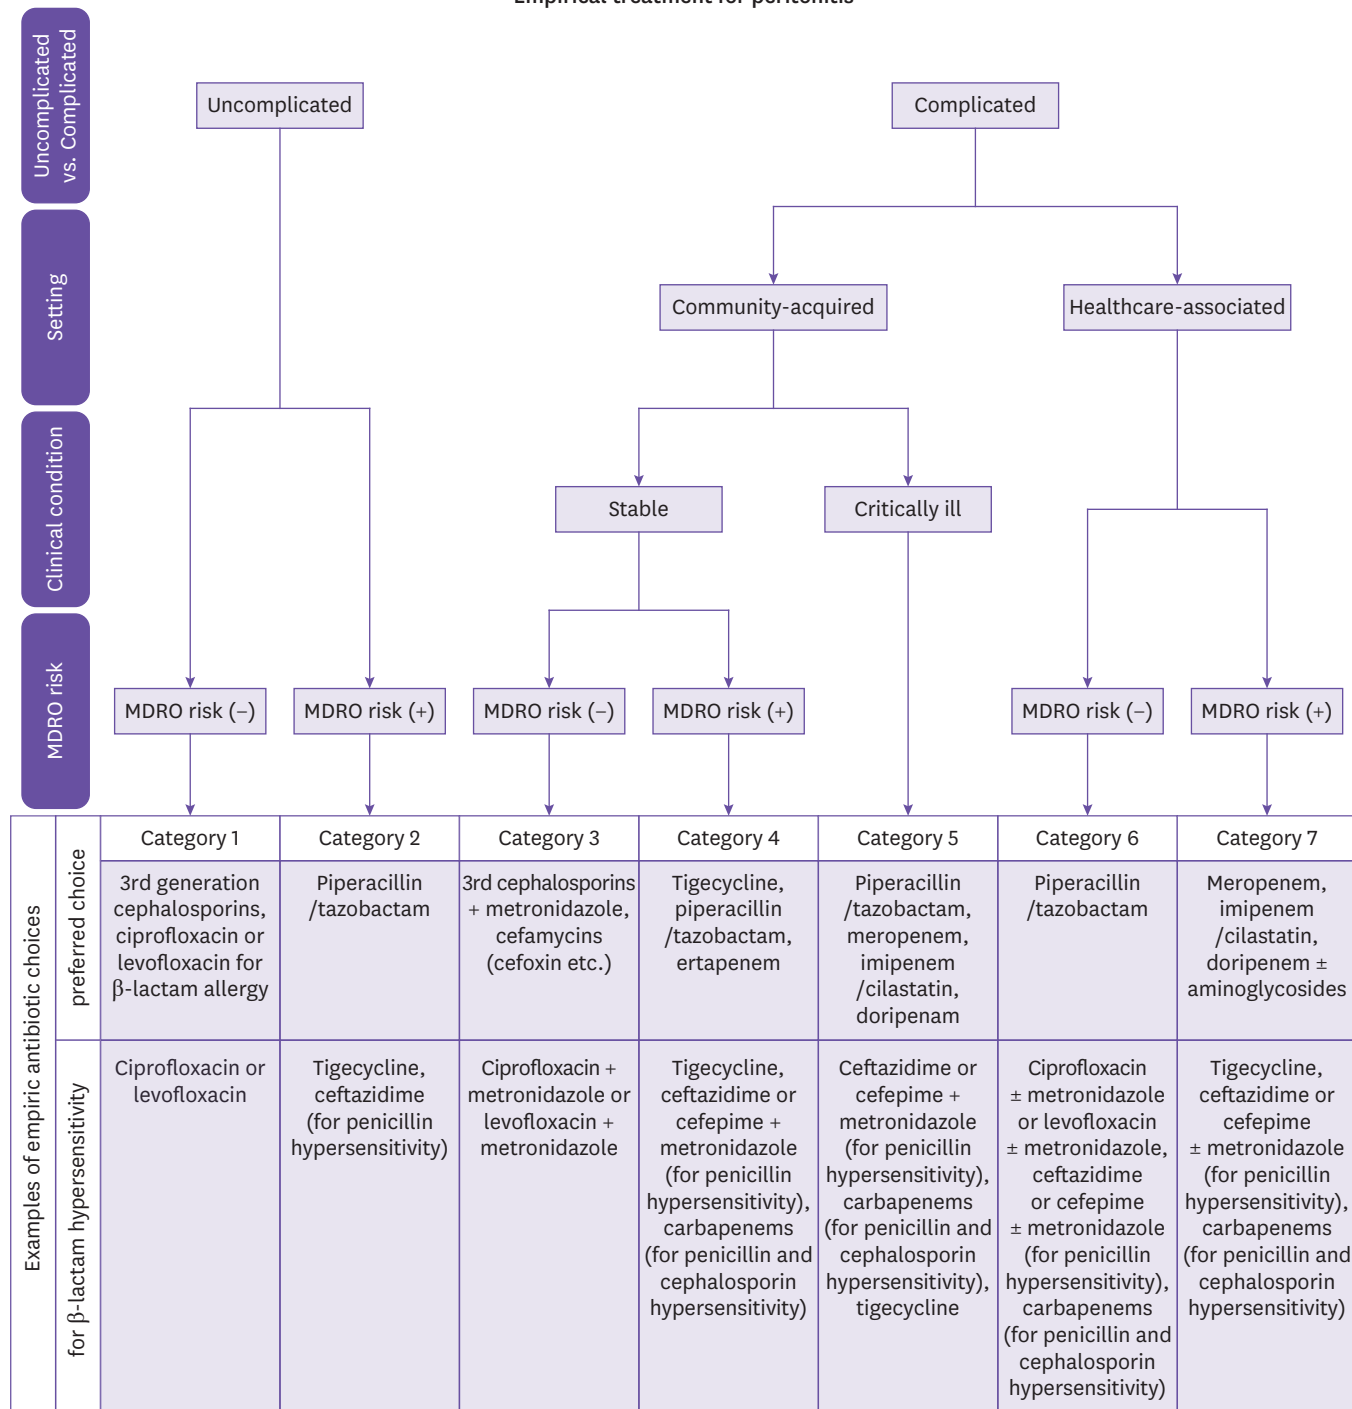 Empirical treatment for peritonitis
Uncomplicated
vs. Complicated
Setting
Clinical condition
MDRO risk
Uncomplicated
Complicated
Community-acquired
Healthcare-associated
Stable
Critically ill
MDRO risk (−)
MDRO risk (+)
MDRO risk (−)
MDRO risk (+)
MDRO risk (−)
MDRO risk (+)
Examples of empiric antibiotic choices
preferred choice
for β-lactam hypersensitivity
Category 1
Category 2
Category 3
Category 4
Category 5
Category 6
Category 7
3rd generation
cephalosporins,
ciprofloxacin or
levofloxacin for
β-lactam allergy
Piperacillin
/tazobactam
3rd cephalosporins
+ metronidazole,
cefamycins
(cefoxin etc.)
Tigecycline,
piperacillin
/tazobactam,
ertapenem
Piperacillin
/tazobactam,
meropenem,
imipenem
/cilastatin,
doripenam
Piperacillin
/tazobactam
Meropenem,
imipenem
/cilastatin,
doripenem ±
aminoglycosides
Ciprofloxacin or
levofloxacin
Tigecycline,
ceftazidime
(for penicillin
hypersensitivity)
Ciprofloxacin +
metronidazole or
levofloxacin +
metronidazole
Tigecycline,
ceftazidime or
cefepime +
metronidazole
(for penicillin
hypersensitivity),
carbapenems
(for penicillin and
cephalosporin
hypersensitivity)
Ceftazidime or
cefepime +
metronidazole
(for penicillin
hypersensitivity),
carbapenems
(for penicillin and
cephalosporin
hypersensitivity),
tigecycline
Ciprofloxacin
± metronidazole
or levofloxacin
± metronidazole,
ceftazidime
or cefepime
± metronidazole
(for penicillin
hypersensitivity),
carbapenems
(for penicillin and
cephalosporin
hypersensitivity)
Tigecycline,
ceftazidime or
cefepime
± metronidazole
(for penicillin
hypersensitivity),
carbapenems
(for penicillin and
cephalosporin
hypersensitivity)